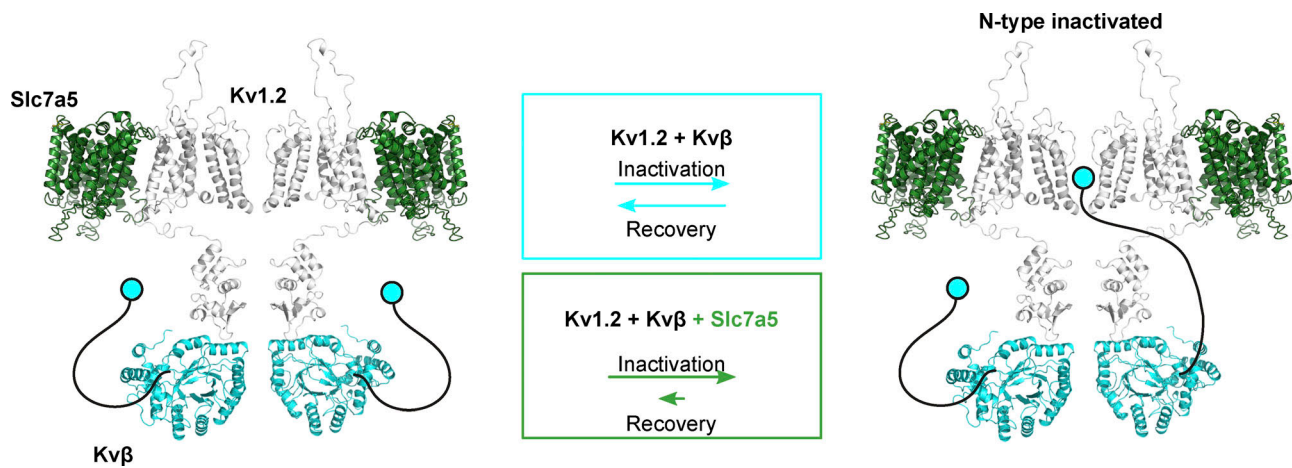 N-type inactivated
Slc7a5
Kv1.2
Kv1.2 + Kvβ
Inactivation
Recovery
Kv1.2 + Kvβ + Slc7a5
Inactivation
Recovery
Kvβ